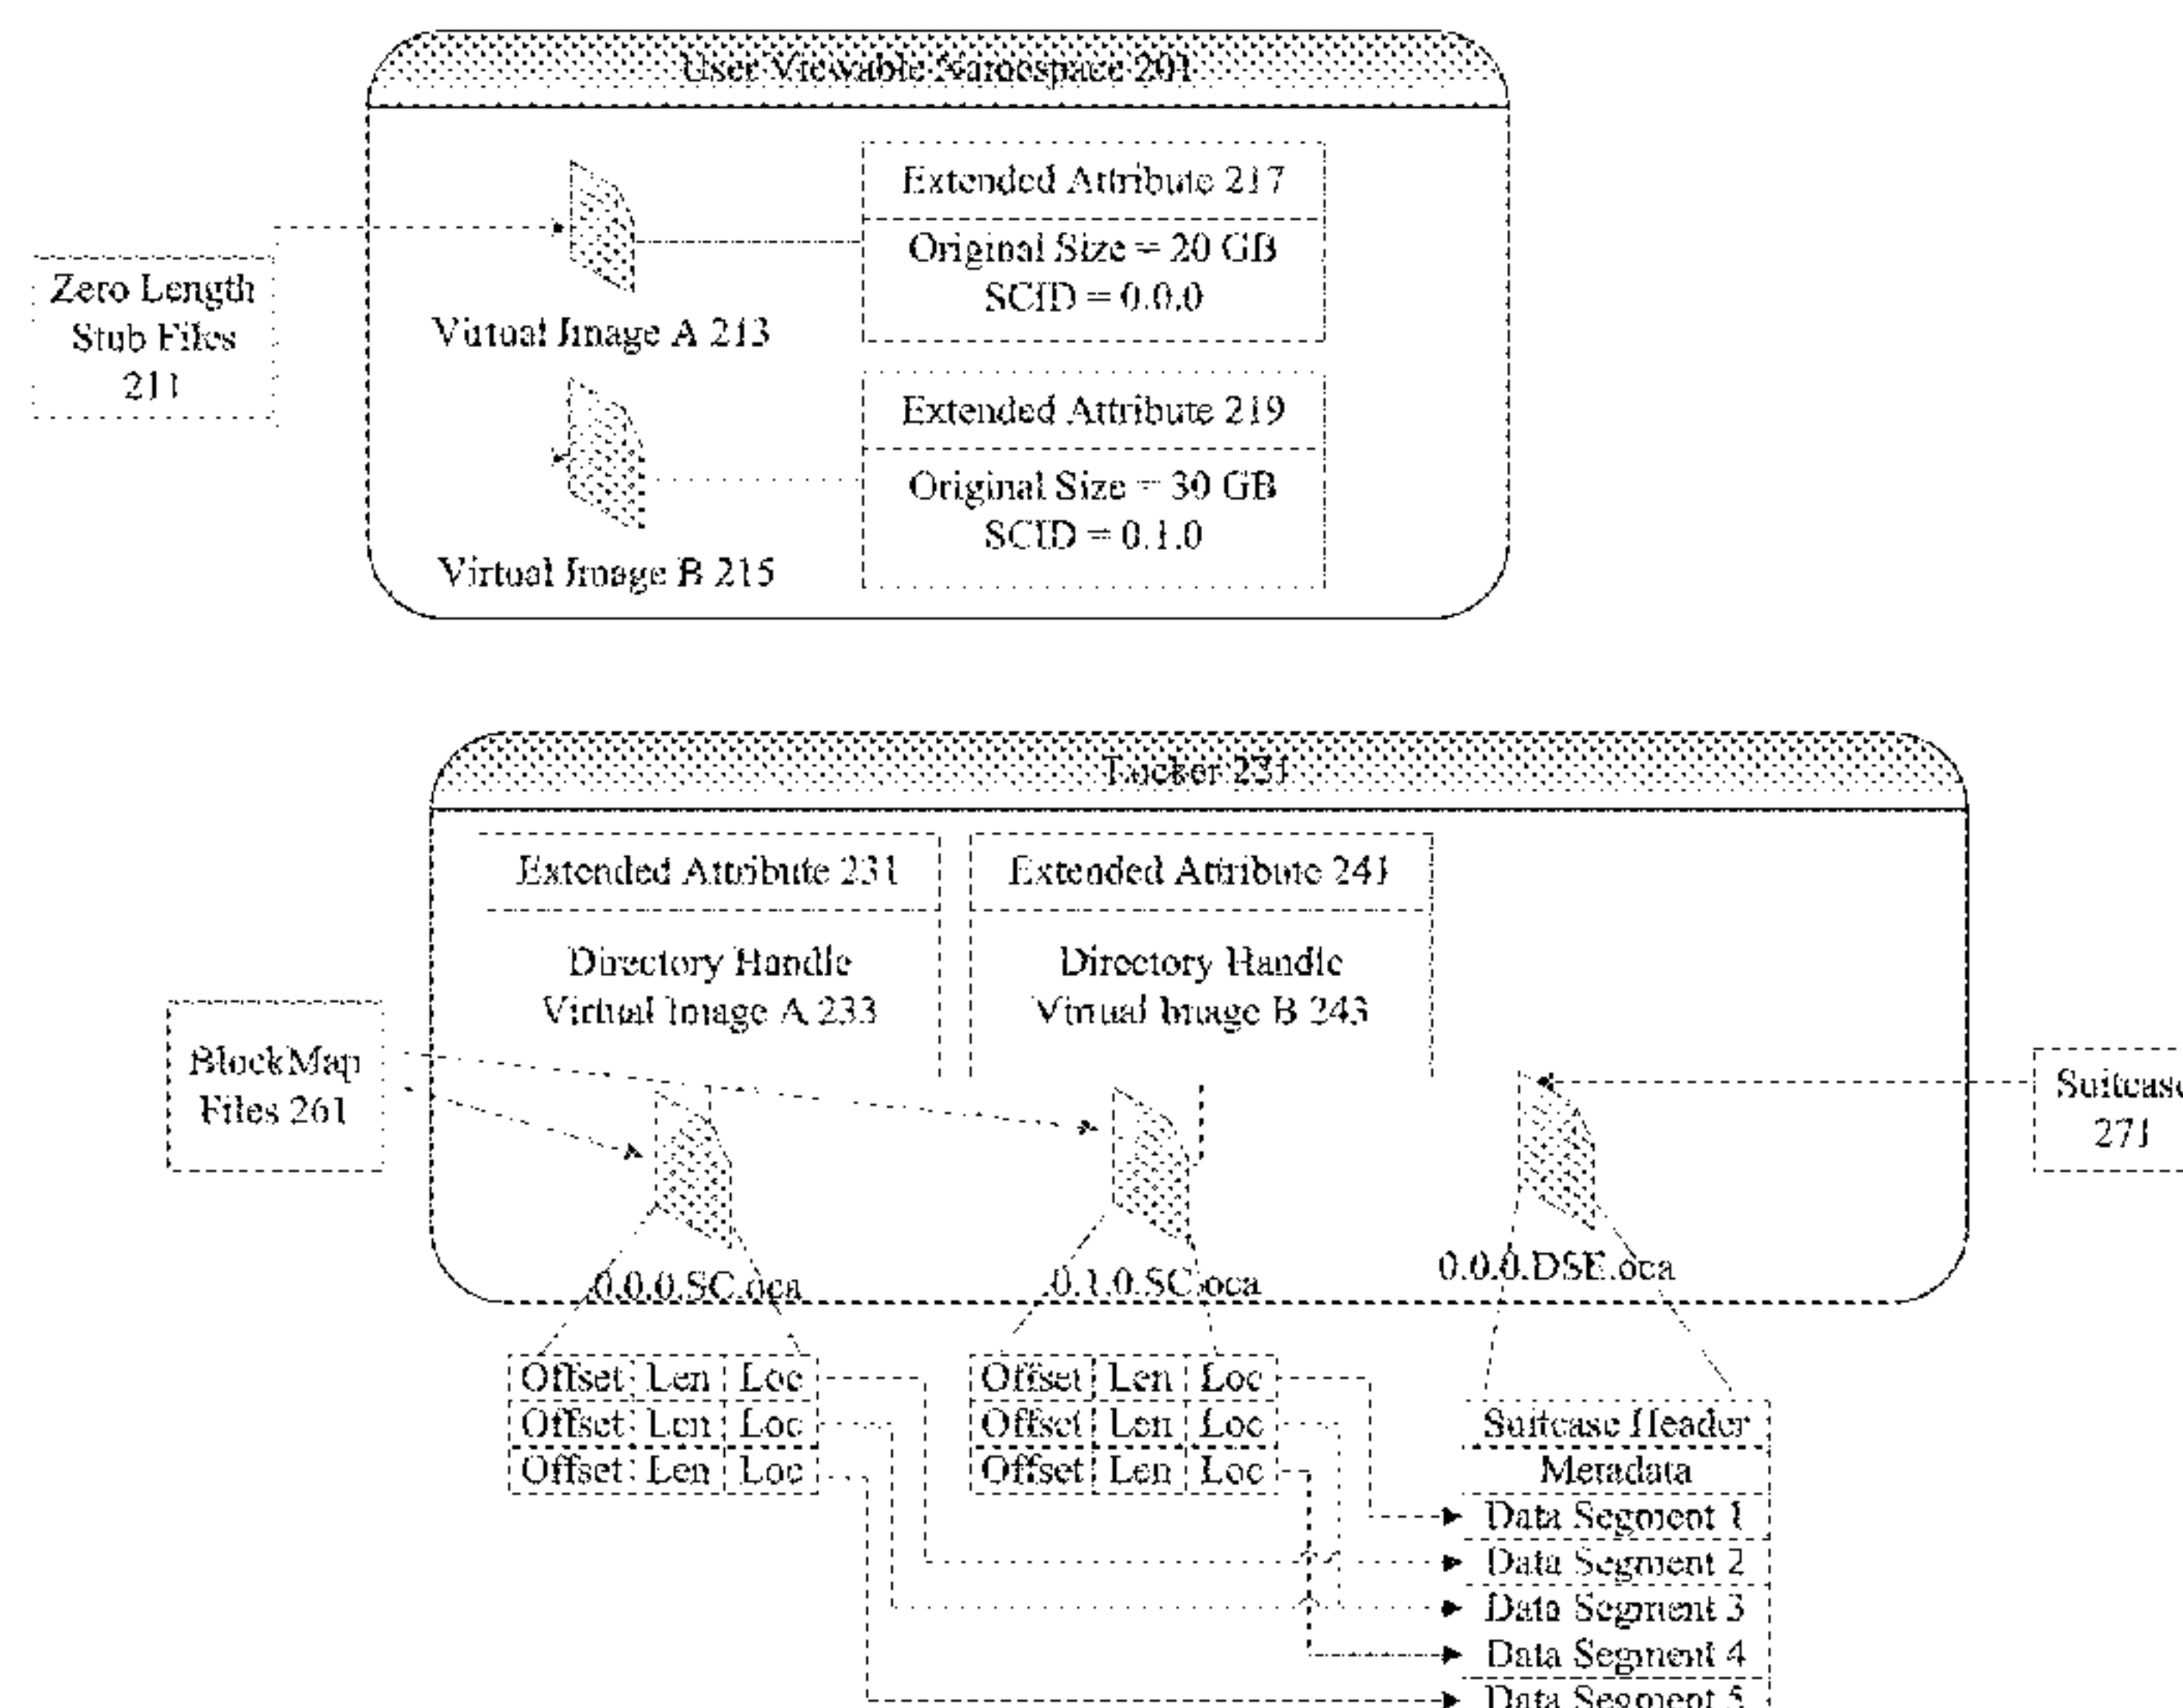 User Viewable Namespace 201
Extended Attribute 217
Original Size = 20 GB
SCID = 0.0.0
Zero Length
Stub Files
211
Virtual Image A 213
Extended Attribute 219
Original Size = 30 GB
SCID = 0.1.0
Virtual Image B 215
Locker 221
Extended Attribute 231
Extended Attribute 241
Directory Handle
Virtual Image A 233
Directory Handle
Virtual Image B 243
BlockMap
Files 261
Suitcase
271
0.0.0.SC.oca
0.1.0.SC.oca
0.0.0.DSE.oca
Offset Len Loc
Offset Len Loc
Offset Len Loc
Offset Len Loc
Offset Len Loc
Offset Len Loc
Suitcase Header
Metadata
Data Segment 1
Data Segment 2
Data Segment 3
Data Segment 4
Data Segment 5